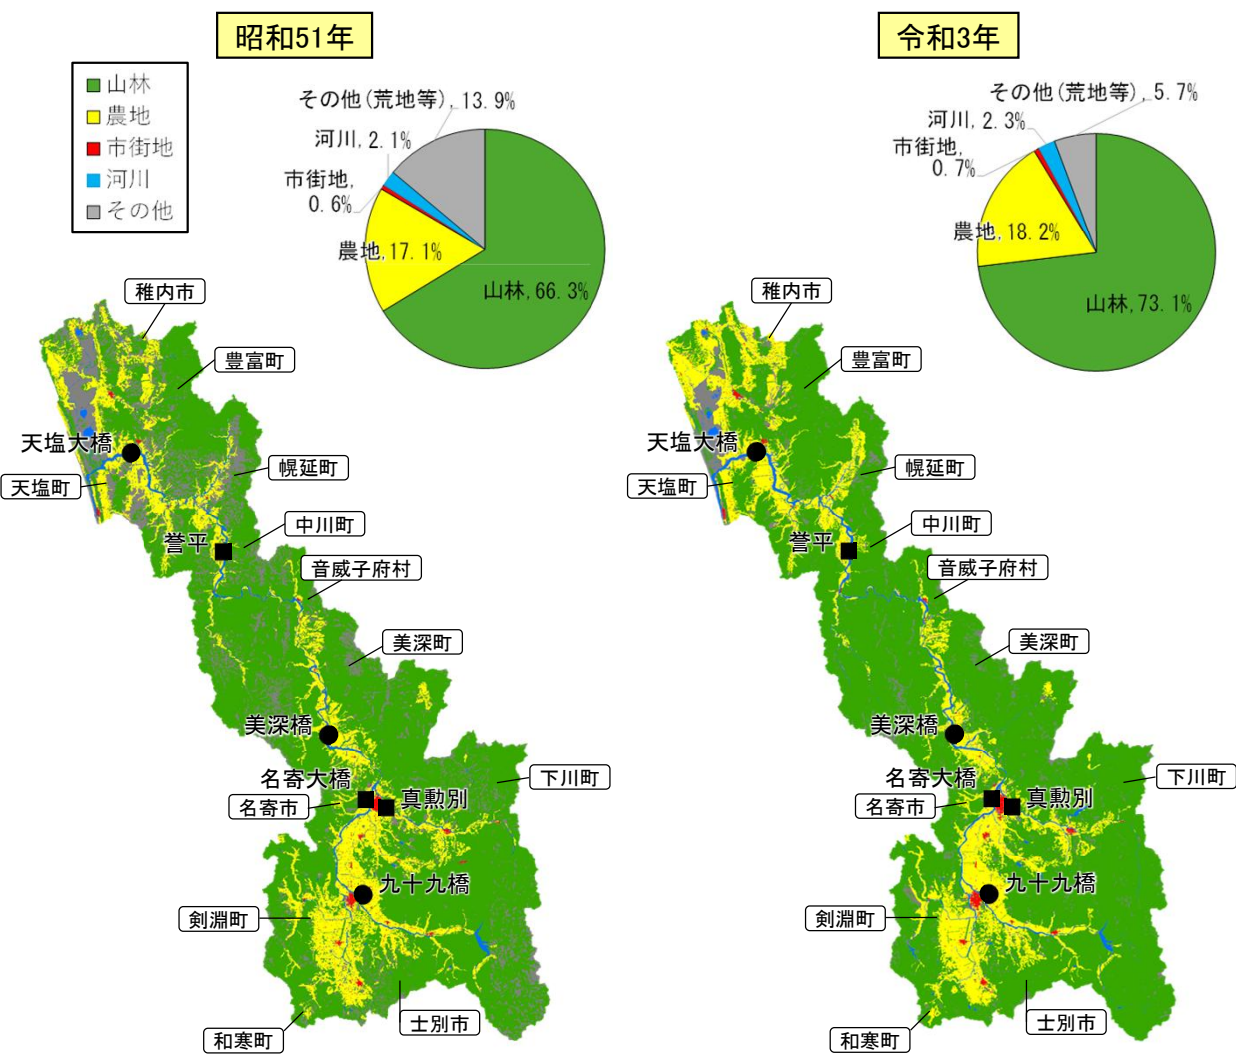 昭和51年
山林
農地
市街地
河川
その他
その他(荒地等),13.9%
河川,2.1%
市街地,
0.6%
農地,17.1%
山林,66.3%
稚内市
豊富町
天塩大橋
幌延町
天塩町
中川町
誉平
音威子府村
美深町
美深橋
名寄大橋
下川町
名寄市
真勲別
九十九橋
剣淵町
士別市
和寒町
令和3年
その他(荒地等),5.7%
河川,2.3%
市街地,
0.7%
農地,18.2%
山林,73.1%
稚内市
豊富町
天塩大橋
幌延町
天塩町
中川町
誉平
音威子府村
美深町
美深橋
名寄大橋
下川町
名寄市
真勲別
九十九橋
剣淵町
士別市
和寒町